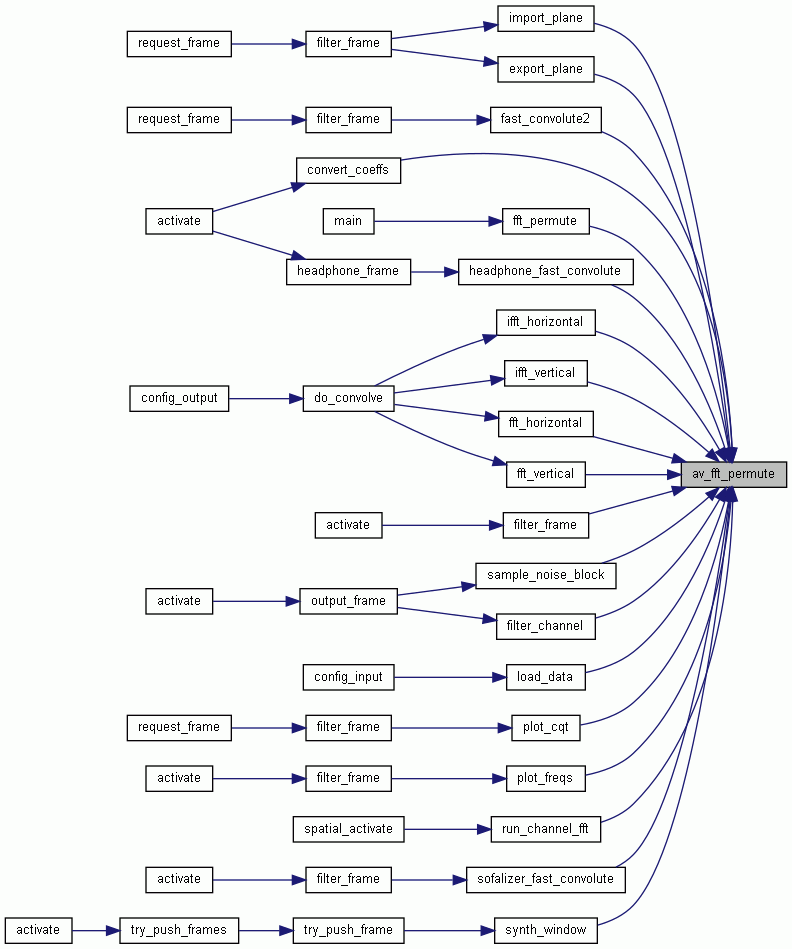 import_plane
request_frame
filter_frame
export_plane
request_frame
filter_frame
fast_convolute2
convert_coeffs
activate
main
fft_permute
headphone_frame
headphone_fast_convolute
ifft_horizontal
ifft_vertical
config_output
do_convolve
fft_horizontal
fft_vertical
av_fft_permute
activate
filter_frame
sample_noise_block
activate
output_frame
filter_channel
config_input
load_data
request_frame
filter_frame
plot_cqt
activate
filter_frame
plot_freqs
spatial_activate
run_channel_fft
activate
filter_frame
sofalizer_fast_convolute
activate
try_push_frames
try_push_frame
synth_window